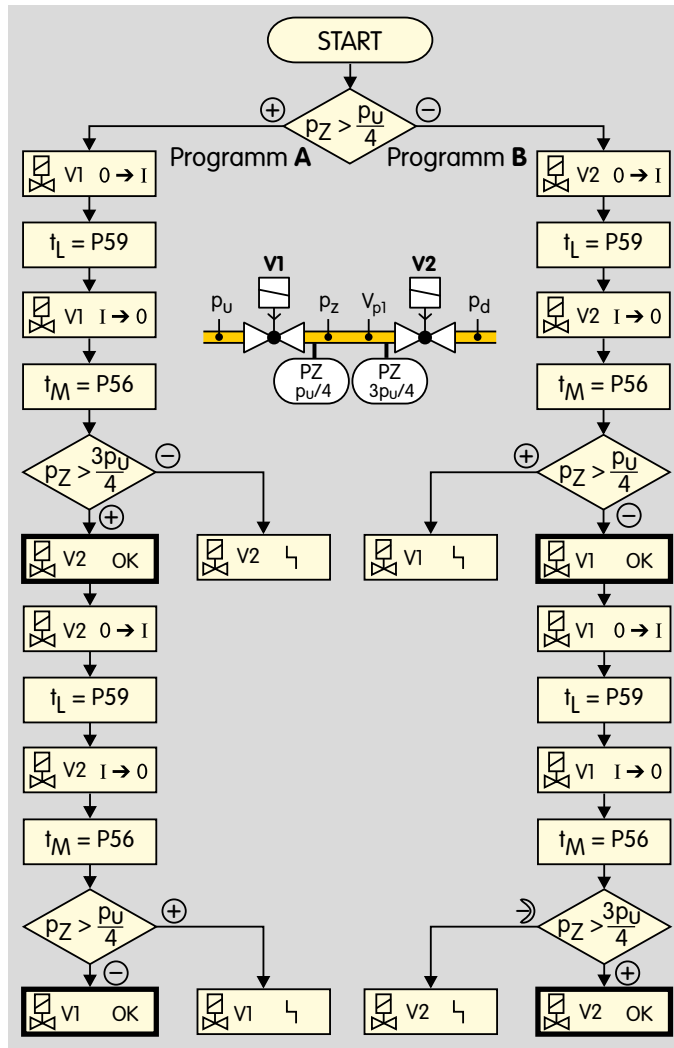 START
pZ > pU/4
Programm A
Programm B
V1 0 → I
V2 0 → I
tL = P59
tL = P59
V1
V2
pu
pz
Vp1
pd
V1 I → 0
V2 I → 0
PZ
pu/4
PZ
3pu/4
tM = P56
tM = P56
pZ > 3pU/4
pZ > pU/4
V2 OK
V2
V1
V1 OK
V2 0 → I
V1 0 → I
tL = P59
tL = P59
V2 I → 0
V1 I → 0
tM = P56
tM = P56
pZ > pU/4
pZ > 3pU/4
V1 OK
V1
V2
V2 OK